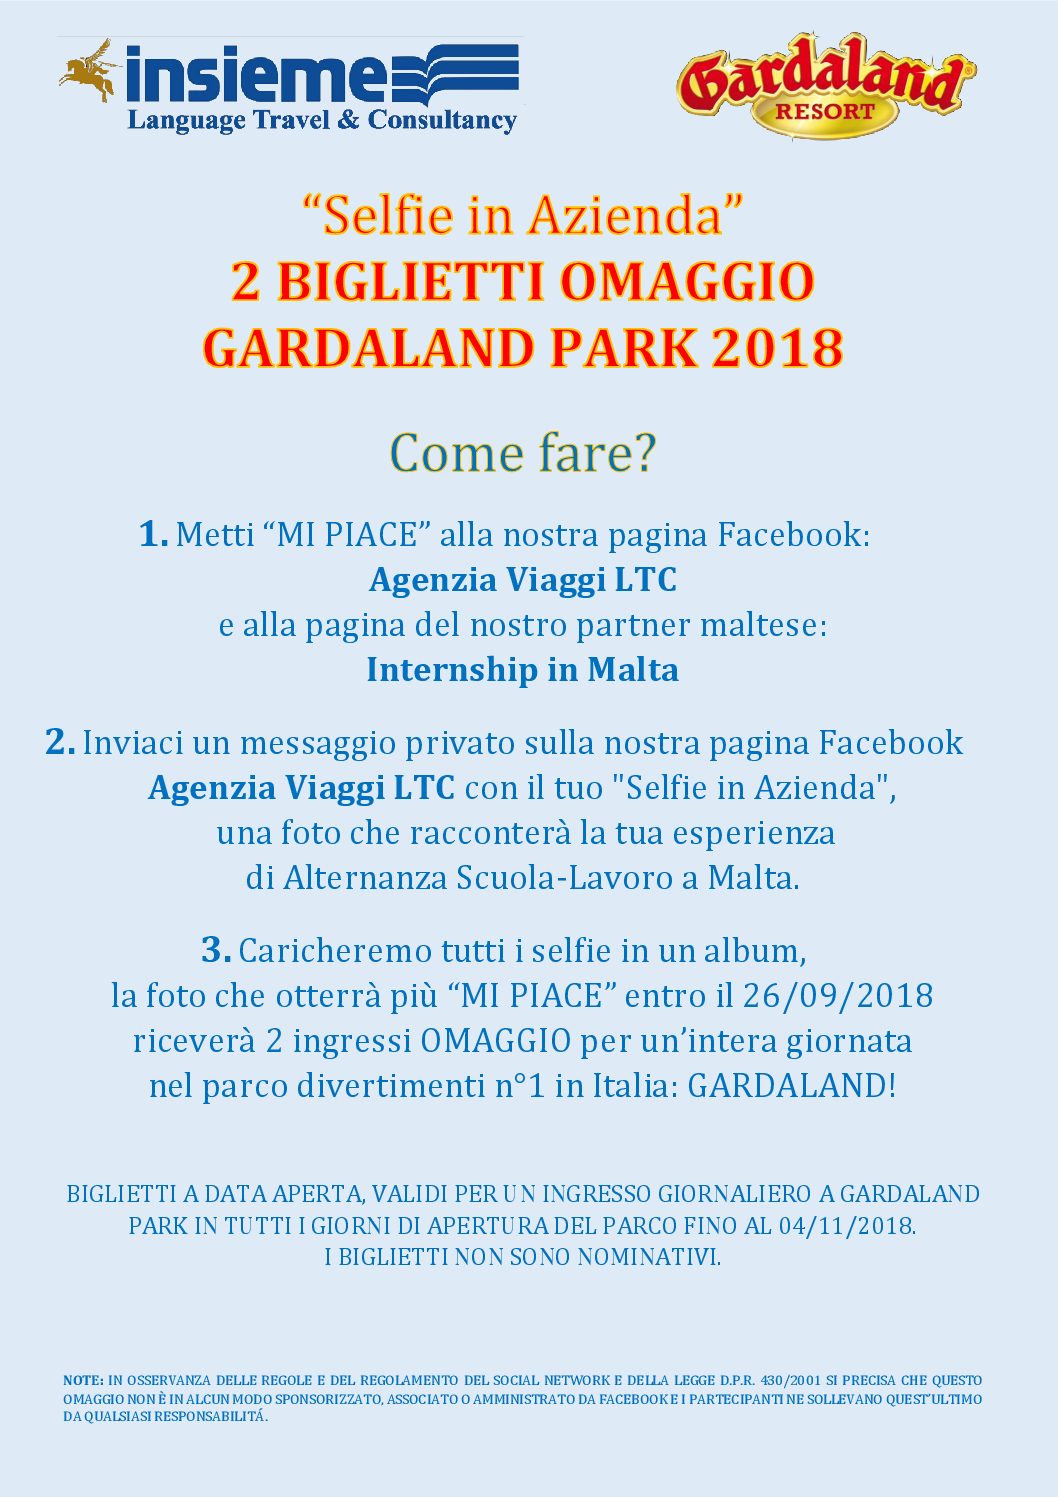 insieme
Language Travel & Consultancy
Gardaland®
RESORT
“Selfie in Azienda”
2 BIGLIETTI OMAGGIO
GARDALAND PARK 2018
Come fare?
1. Metti “MI PIACE” alla nostra pagina Facebook:
Agenzia Viaggi LTC
e alla pagina del nostro partner maltese:
Internship in Malta
2. Inviaci un messaggio privato sulla nostra pagina Facebook
Agenzia Viaggi LTC con il tuo "Selfie in Azienda",
una foto che racconterà la tua esperienza
di Alternanza Scuola-Lavoro a Malta.
3. Caricheremo tutti i selfie in un album,
la foto che otterrà più “MI PIACE” entro il 26/09/2018
riceverà 2 ingressi OMAGGIO per un’intera giornata
nel parco divertimenti n°1 in Italia: GARDALAND!
BIGLIETTI A DATA APERTA, VALIDI PER UN INGRESSO GIORNALIERO A GARDALAND
PARK IN TUTTI I GIORNI DI APERTURA DEL PARCO FINO AL 04/11/2018.
I BIGLIETTI NON SONO NOMINATIVI.
NOTE: IN OSSERVANZA DELLE REGOLE E DEL REGOLAMENTO DEL SOCIAL NETWORK E DELLA LEGGE D.P.R. 430/2001 SI PRECISA CHE QUESTO
OMAGGIO NON È IN ALCUN MODO SPONSORIZZATO, ASSOCIATO O AMMINISTRATO DA FACEBOOK E I PARTECIPANTI NE SOLLEVANO QUEST’ULTIMO
DA QUALSIASI RESPONSABILITÁ.